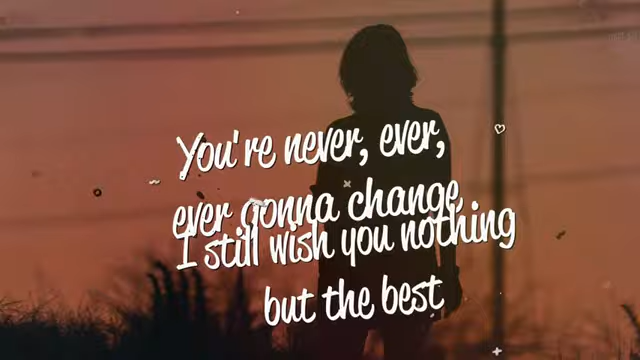 You're never, ever,
ever gonna change,
I still wish you nothing
but the best